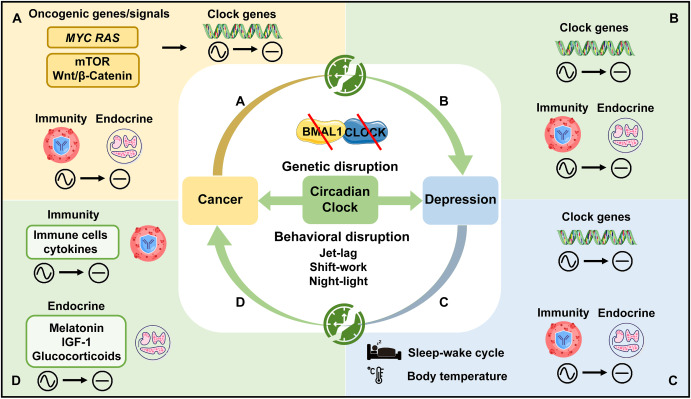 A
Oncogenic genes/signals
MYC RAS
mTOR
Wnt/β-Catenin
Clock genes
Immunity
Endocrine
B
Clock genes
Immunity
Endocrine
A
B
BMAL1
CLOCK
Genetic disruption
Cancer
Circadian
Clock
Depression
Behavioral disruption
Jet-lag
Shift-work
Night-light
D
C
Immunity
Immune cells
cytokines
Endocrine
Melatonin
IGF-1
Glucocorticoids
D
Clock genes
Immunity
Endocrine
z
z
Sleep-wake cycle
°C
Body temperature
C